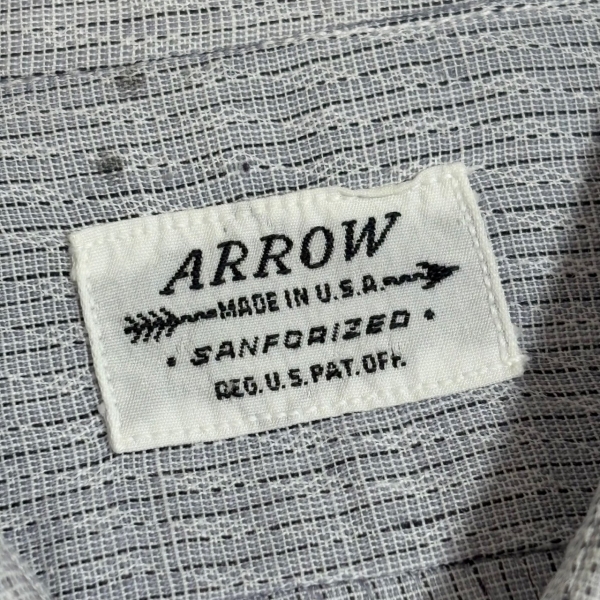 ARROW
MADE IN U.S.A.
• SANFORIZED •
REG. U.S. PAT. OFF.